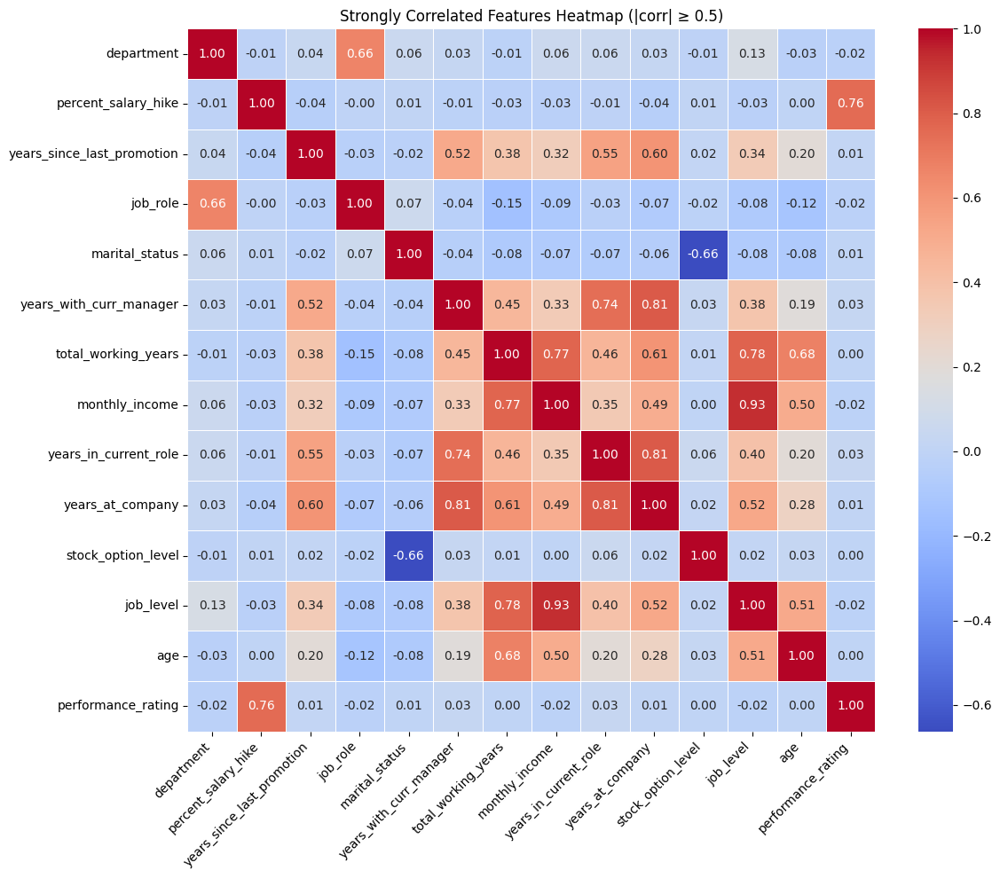 Strongly Correlated Features Heatmap (|corr| ≥ 0.5)
department 1.00 -0.01 0.04 0.66 0.06 0.03 -0.01 0.06 0.06 0.03 -0.01 0.13 -0.03 -0.02
percent_salary_hike -0.01 1.00 -0.04 -0.00 0.01 -0.01 -0.03 -0.03 -0.01 -0.04 0.01 -0.03 0.00 0.76
years_since_last_promotion 0.04 -0.04 1.00 -0.03 -0.02 0.52 0.38 0.32 0.55 0.60 0.02 0.34 0.20 0.01
job_role 0.66 -0.00 -0.03 1.00 0.07 -0.04 -0.15 -0.09 -0.03 -0.07 -0.02 -0.08 -0.12 -0.02
marital_status 0.06 0.01 -0.02 0.07 1.00 -0.04 -0.08 -0.07 -0.07 -0.06 -0.66 -0.08 -0.08 0.01
years_with_curr_manager 0.03 -0.01 0.52 -0.04 -0.04 1.00 0.45 0.33 0.74 0.81 0.03 0.38 0.19 0.03
total_working_years -0.01 -0.03 0.38 -0.15 -0.08 0.45 1.00 0.77 0.46 0.61 0.01 0.78 0.68 0.00
monthly_income 0.06 -0.03 0.32 -0.09 -0.07 0.33 0.77 1.00 0.35 0.49 0.00 0.93 0.50 -0.02
years_in_current_role 0.06 -0.01 0.55 -0.03 -0.07 0.74 0.46 0.35 1.00 0.81 0.06 0.40 0.20 0.03
years_at_company 0.03 -0.04 0.60 -0.07 -0.06 0.81 0.61 0.49 0.81 1.00 0.02 0.52 0.28 0.01
stock_option_level -0.01 0.01 0.02 -0.02 -0.66 0.03 0.01 0.00 0.06 0.02 1.00 0.02 0.03 0.00
job_level 0.13 -0.03 0.34 -0.08 -0.08 0.38 0.78 0.93 0.40 0.52 0.02 1.00 0.51 -0.02
age -0.03 0.00 0.20 -0.12 -0.08 0.19 0.68 0.50 0.20 0.28 0.03 0.51 1.00 0.00
performance_rating -0.02 0.76 0.01 -0.02 0.01 0.03 0.00 -0.02 0.03 0.01 0.00 -0.02 0.00 1.00
department
percent_salary_hike
years_since_last_promotion
job_role
marital_status
years_with_curr_manager
total_working_years
monthly_income
years_in_current_role
years_at_company
stock_option_level
job_level
age
performance_rating
1.0
0.8
0.6
0.4
0.2
0.0
−0.2
−0.4
−0.6